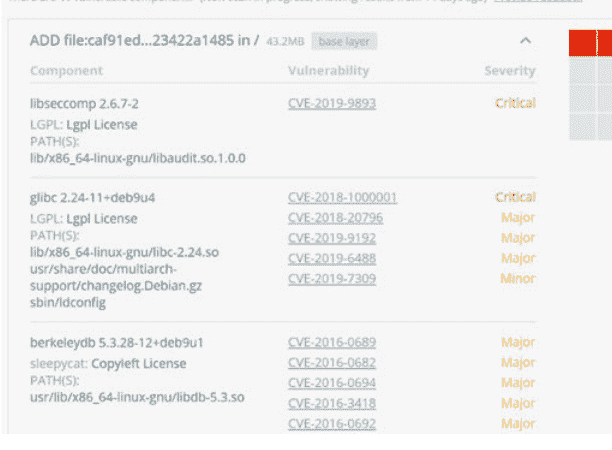 ADD file:caf91ed...23422a1485 in / 43.2MB base layer
Component Vulnerability Severity
libseccomp 2.6.7-2 CVE-2019-9893 Critical
LGPL: Lgpl License
PATH(S):
lib/x86_64-linux-gnu/libaudit.so.1.0.0
glibc 2.24-11+deb9u4 CVE-2018-1000001 Critical
LGPL: Lgpl License CVE-2018-20796 Major
PATH(S): CVE-2019-9192 Major
lib/x86_64-linux-gnu/libc-2.24.so CVE-2019-6488 Major
usr/share/doc/multiarch- CVE-2019-7309 Minor
support/changelog.Debian.gz
sbin/ldconfig
berkeleydb 5.3.28-12+deb9u1 CVE-2016-0689 Major
sleepycat: Copyleft License CVE-2016-0682 Major
PATH(S): CVE-2016-0694 Major
usr/lib/x86_64-linux-gnu/libdb-5.3.so CVE-2016-3418 Major
CVE-2016-0692 Major